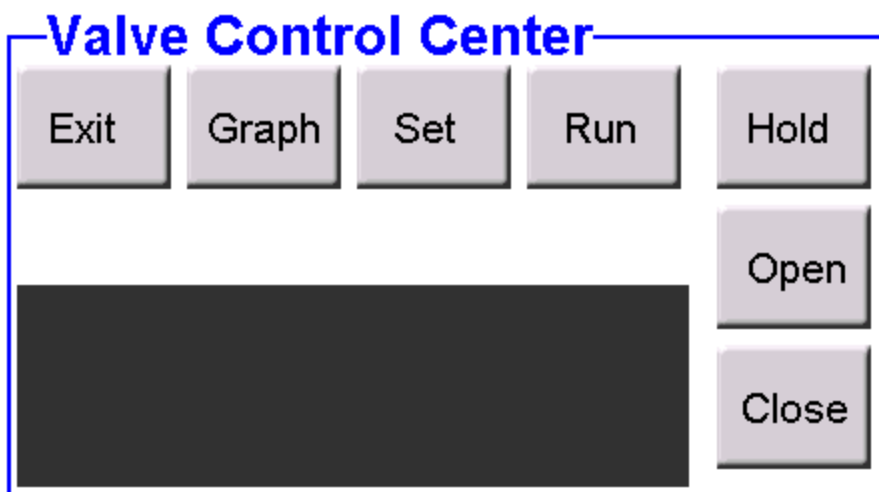 Valve Control Center
Exit Graph Set Run Hold
Open
Close